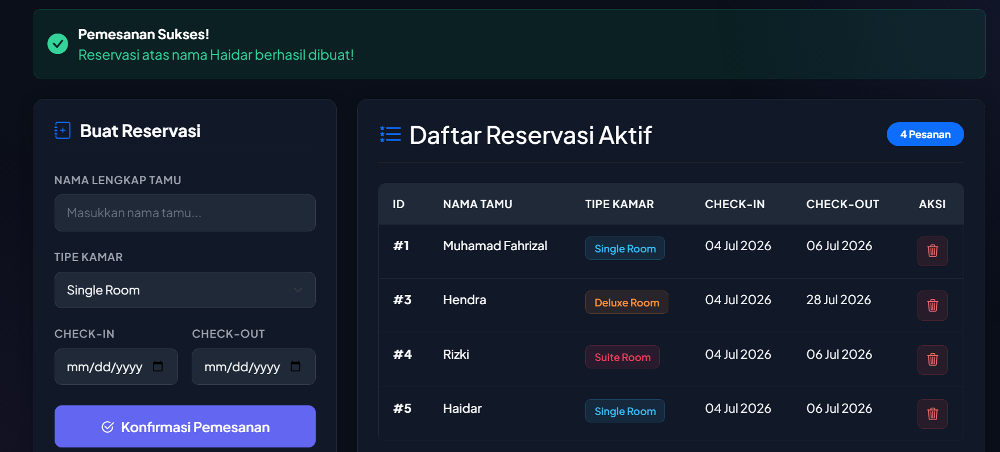 Pemesanan Sukses!
Reservasi atas nama Haidar berhasil dibuat!
Buat Reservasi
NAMA LENGKAP TAMU
Masukkan nama tamu...
TIPE KAMAR
Single Room
CHECK-IN CHECK-OUT
mm/dd/yyyy mm/dd/yyyy
Konfirmasi Pemesanan
Daftar Reservasi Aktif
4 Pesanan
ID NAMA TAMU TIPE KAMAR CHECK-IN CHECK-OUT AKSI
#1 Muhamad Fahrizal Single Room 04 Jul 2026 06 Jul 2026
#3 Hendra Deluxe Room 04 Jul 2026 28 Jul 2026
#4 Rizki Suite Room 04 Jul 2026 06 Jul 2026
#5 Haidar Single Room 04 Jul 2026 06 Jul 2026